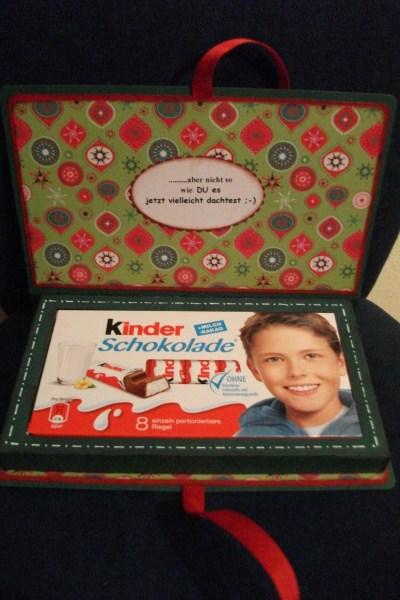 .........aber nicht so
wie DU es
jetzt vielleicht dachtest ;-)
kinder
+MILCH
-KAKAO
Schokolade
OHNE
8 einzeln portionierbare
Riegel